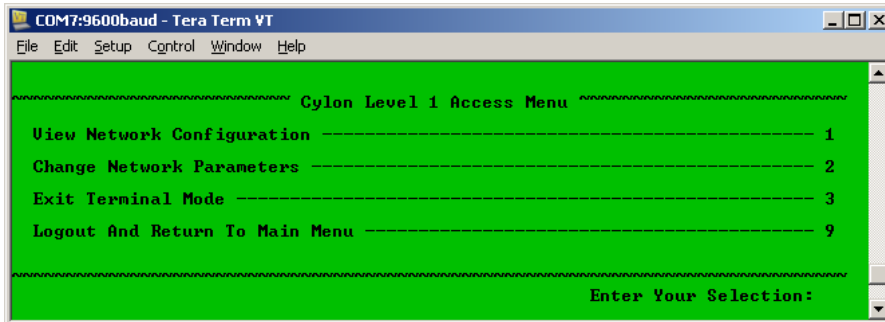 COM7:9600baud - Tera Term VT
File Edit Setup Control Window Help
~~~~~~~~~~~~~~~~~~~~~~~~~~ Cylon Level 1 Access Menu ~~~~~~~~~~~~~~~~~~~~~~~~~
View Network Configuration ---------------------------------------------- 1
Change Network Parameters ----------------------------------------------- 2
Exit Terminal Mode ------------------------------------------------------ 3
Logout And Return To Main Menu ------------------------------------------ 9
~~~~~~~~~~~~~~~~~~~~~~~~~~~~~~~~~~~~~~~~~~~~~~~~~~~~~~~~~~~~~~~~~~~~~~~~~~~~~~
Enter Your Selection: